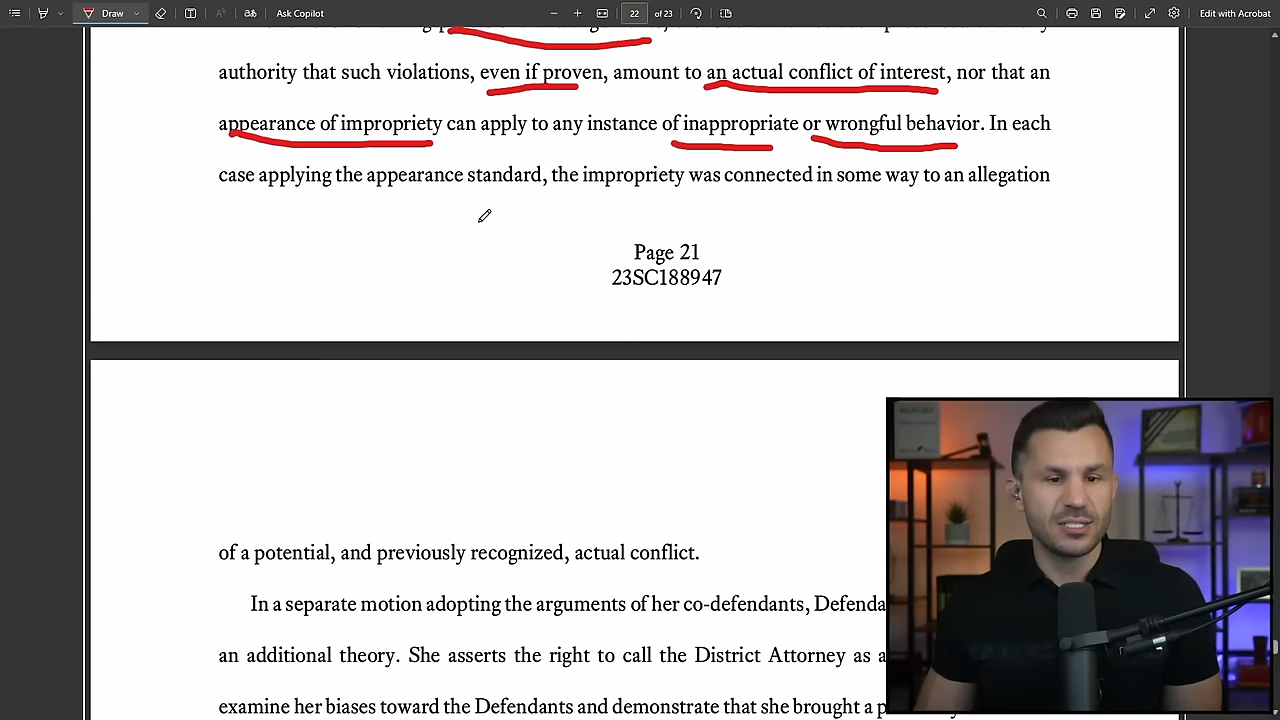 Draw
Ask Copilot
22 of 23
Edit with Acrobat
authority that such violations, even if proven, amount to an actual conflict of interest, nor that an
appearance of impropriety can apply to any instance of inappropriate or wrongful behavior. In each
case applying the appearance standard, the impropriety was connected in some way to an allegation
Page 21
23SC188947
of a potential, and previously recognized, actual conflict.
In a separate motion adopting the arguments of her co-defendants, Defenda
an additional theory. She asserts the right to call the District Attorney as a
examine her biases toward the Defendants and demonstrate that she brought a p